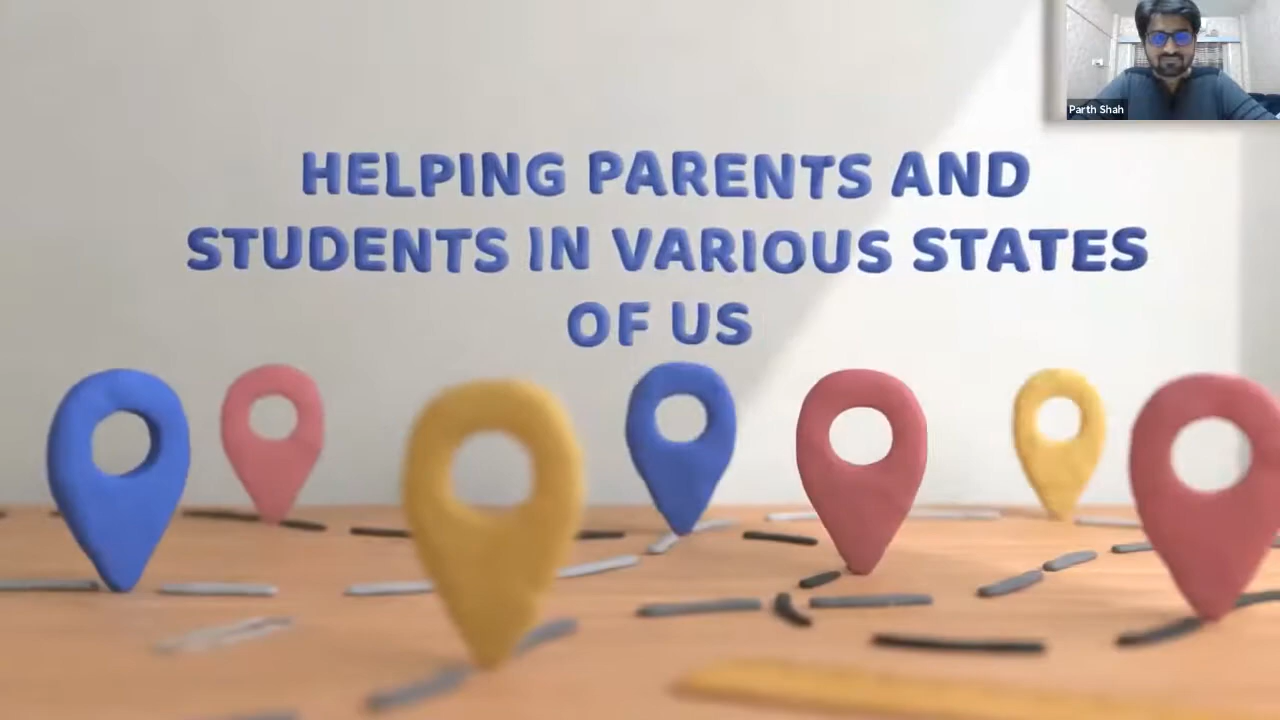 Parth Shah
HELPING PARENTS AND
STUDENTS IN VARIOUS STATES
OF US